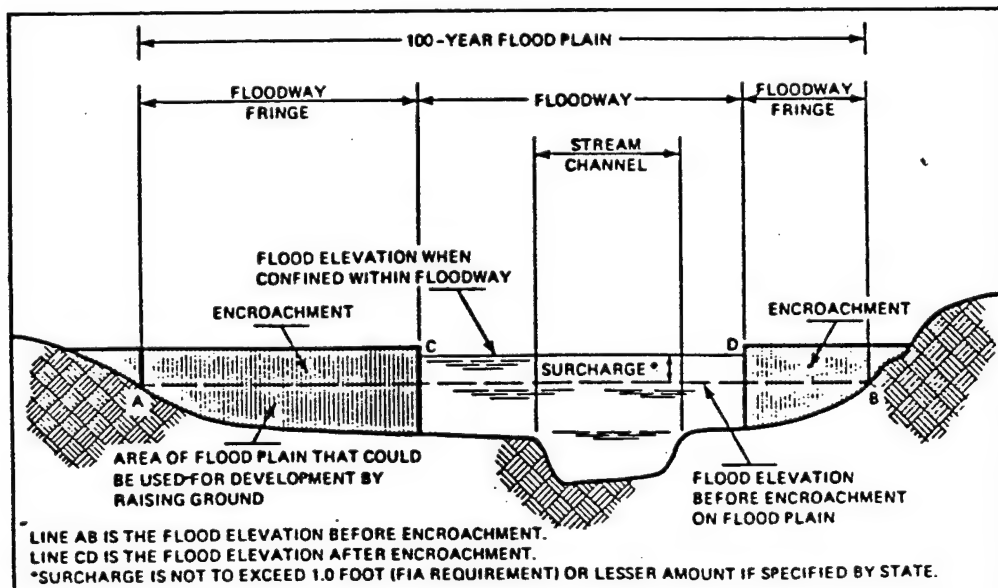 100-YEAR FLOOD PLAIN
FLOODWAY
FRINGE
FLOODWAY
FLOODWAY
FRINGE
STREAM
CHANNEL
FLOOD ELEVATION WHEN
CONFINED WITHIN FLOODWAY
ENCROACHMENT
ENCROACHMENT
C
D
SURCHARGE*
A
B
AREA OF FLOOD PLAIN THAT COULD
BE USED FOR DEVELOPMENT BY
RAISING GROUND
FLOOD ELEVATION
BEFORE ENCROACHMENT
ON FLOOD PLAIN
LINE AB IS THE FLOOD ELEVATION BEFORE ENCROACHMENT.
LINE CD IS THE FLOOD ELEVATION AFTER ENCROACHMENT.
*SURCHARGE IS NOT TO EXCEED 1.0 FOOT (FIA REQUIREMENT) OR LESSER AMOUNT IF SPECIFIED BY STATE.